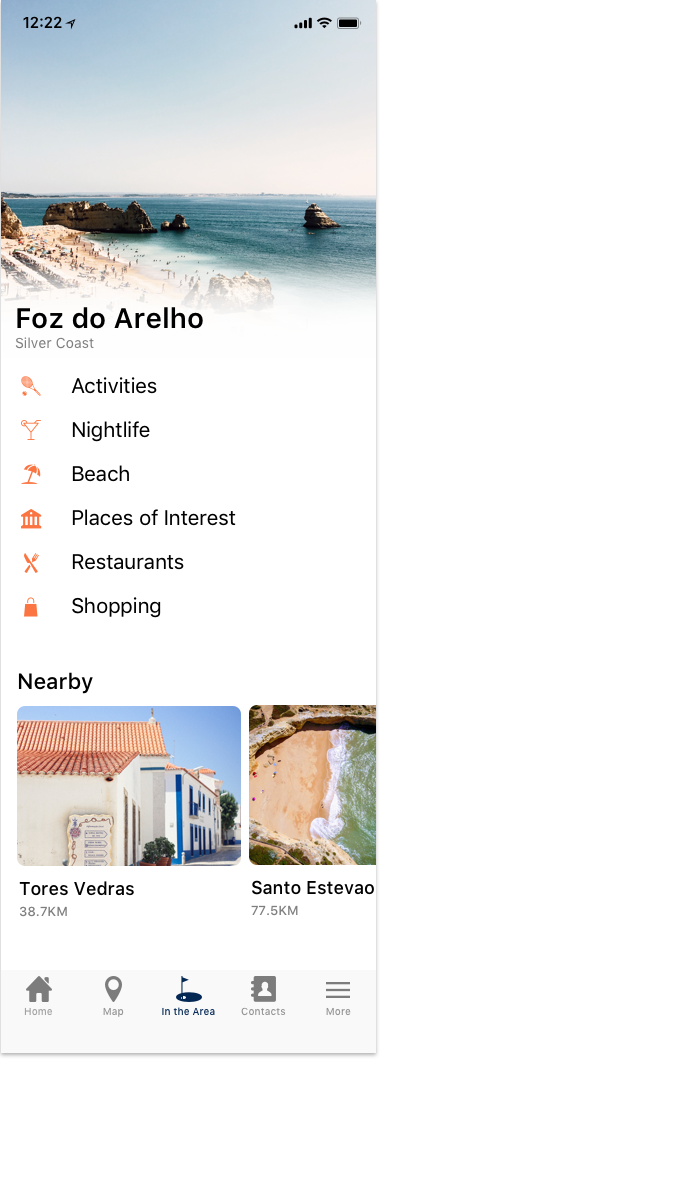 12:22
Foz do Arelho
Silver Coast
Activities
Nightlife
Beach
Places of Interest
Restaurants
Shopping
Nearby
Tores Vedras
38.7KM
Santo Estevao
77.5KM
Home
Map
In the Area
Contacts
More